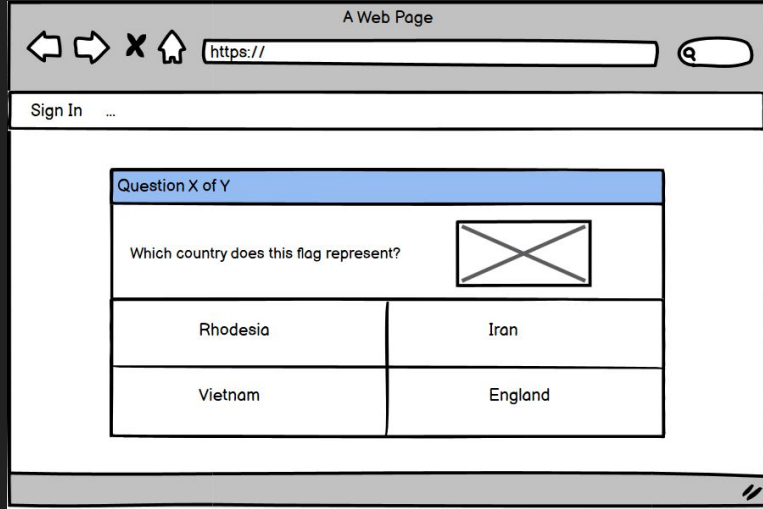 A Web Page
https://
Sign In ...
Question X of Y
Which country does this flag represent?
Rhodesia Iran
Vietnam England